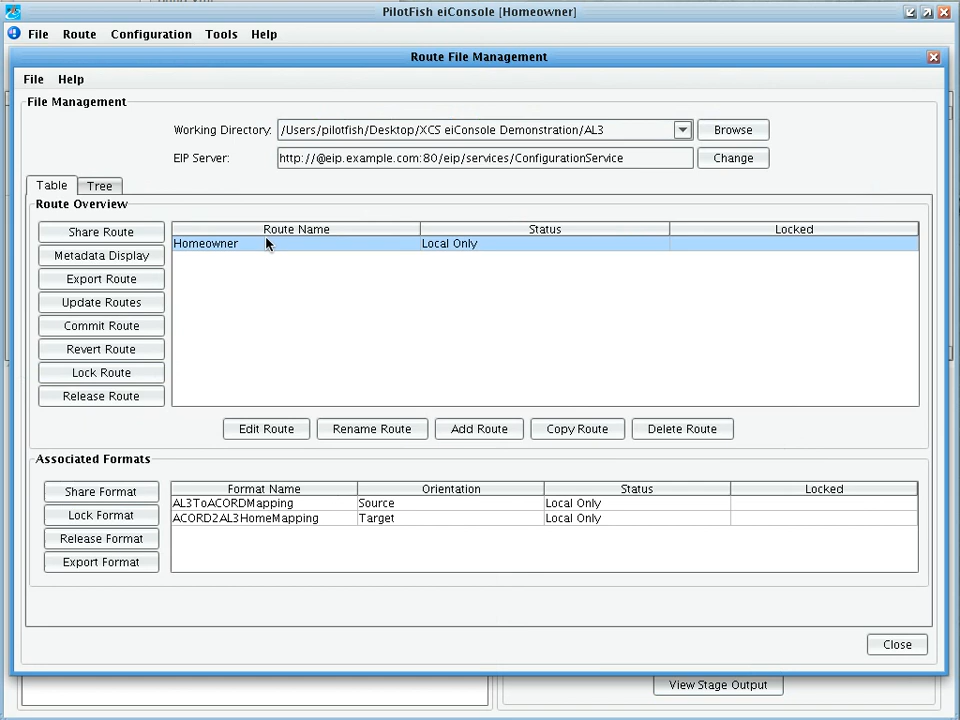 PilotFish eiConsole [Homeowner]
File Route Configuration Tools Help
Route File Management
File Help
File Management
Working Directory: /Users/pilotfish/Desktop/XCS eiConsole Demonstration/AL3 Browse
EIP Server: http://@eip.example.com:80/eip/services/ConfigurationService Change
Table Tree
Route Overview
Share Route
Metadata Display
Export Route
Update Routes
Commit Route
Revert Route
Lock Route
Release Route
Route Name Status Locked
Homeowner Local Only
Edit Route Rename Route Add Route Copy Route Delete Route
Associated Formats
Share Format
Lock Format
Release Format
Export Format
Format Name Orientation Status Locked
AL3ToACORDMapping Source Local Only
ACORD2AL3HomeMapping Target Local Only
Close
View Stage Output